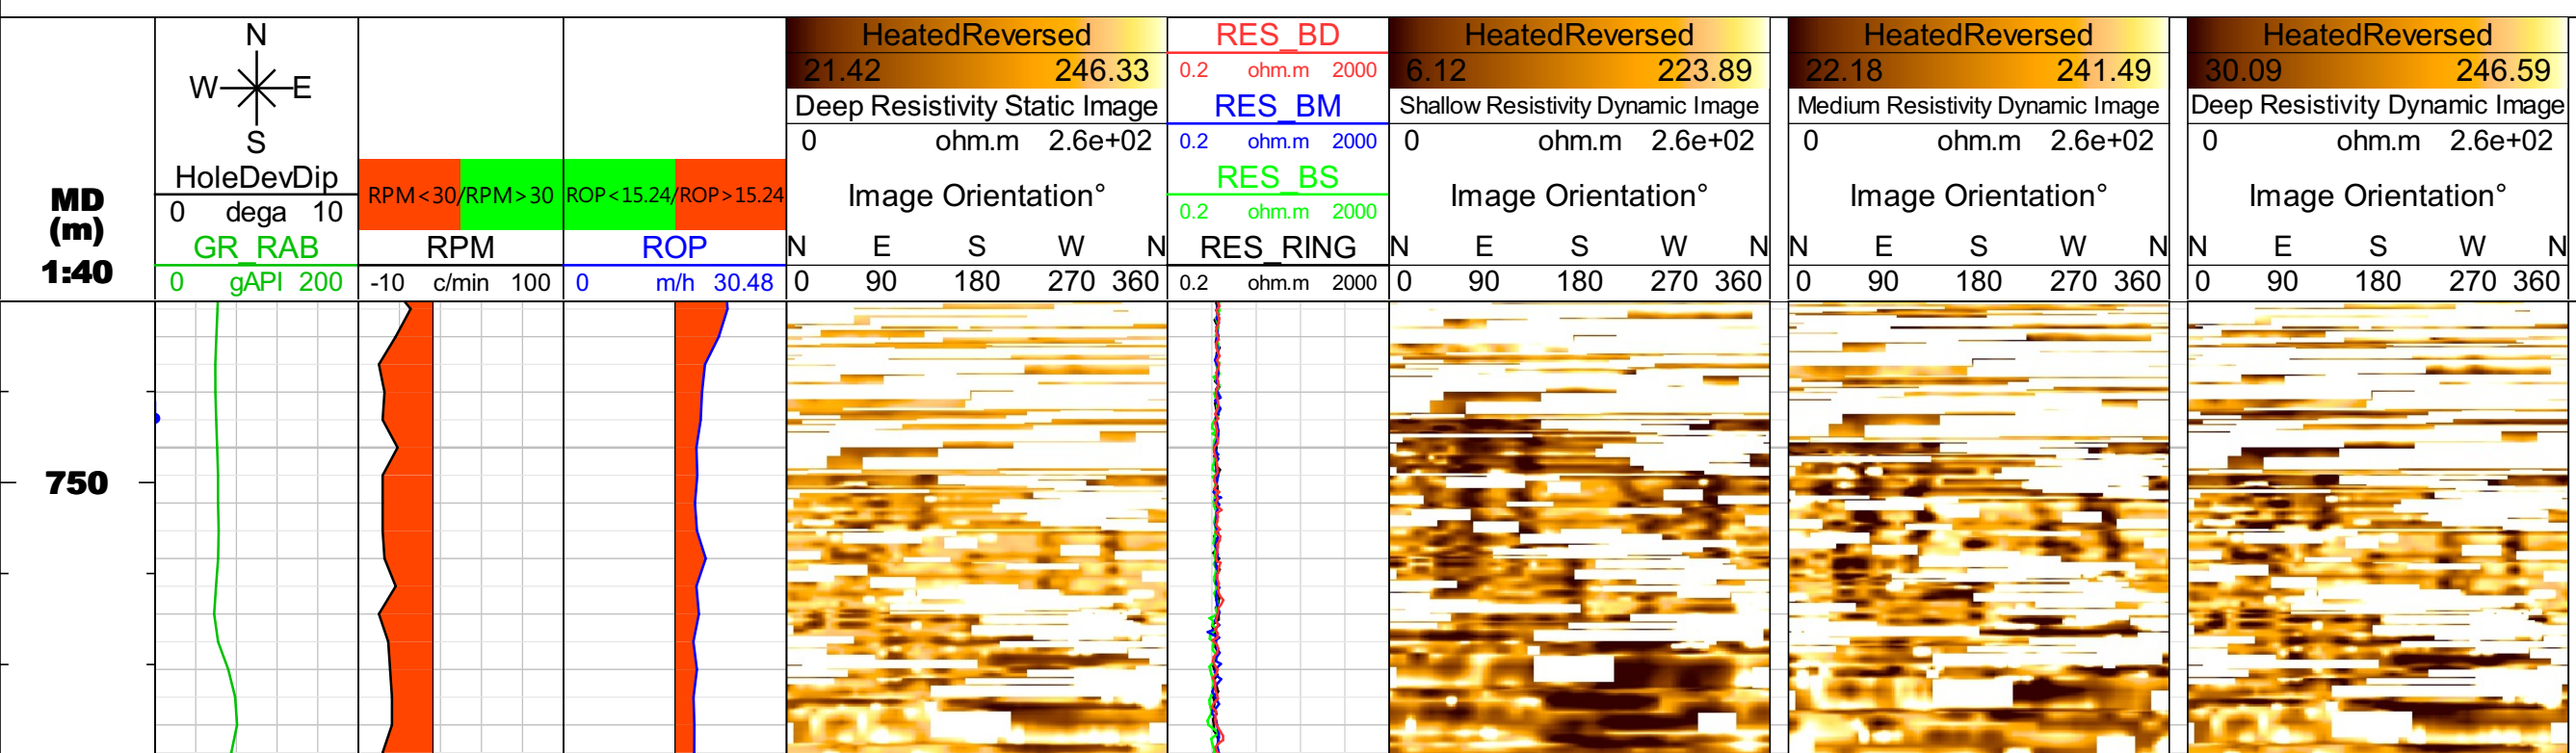 MD
(m)
1:40
N
W E
S
HoleDevDip
0 dega 10
GR_RAB
0 gAPI 200
RPM<30/RPM>30
RPM
-10 c/min 100
ROP<15.24/ROP>15.24
ROP
0 m/h 30.48
HeatedReversed
21.42 246.33
Deep Resistivity Static Image
0 ohm.m 2.6e+02
Image Orientation°
N E S W N
0 90 180 270 360
RES_BD
0.2 ohm.m 2000
RES_BM
0.2 ohm.m 2000
RES_BS
0.2 ohm.m 2000
RES_RING
0.2 ohm.m 2000
HeatedReversed
6.12 223.89
Shallow Resistivity Dynamic Image
0 ohm.m 2.6e+02
Image Orientation°
N E S W N
0 90 180 270 360
HeatedReversed
22.18 241.49
Medium Resistivity Dynamic Image
0 ohm.m 2.6e+02
Image Orientation°
N E S W N
0 90 180 270 360
HeatedReversed
30.09 246.59
Deep Resistivity Dynamic Image
0 ohm.m 2.6e+02
Image Orientation°
N E S W N
0 90 180 270 360
750